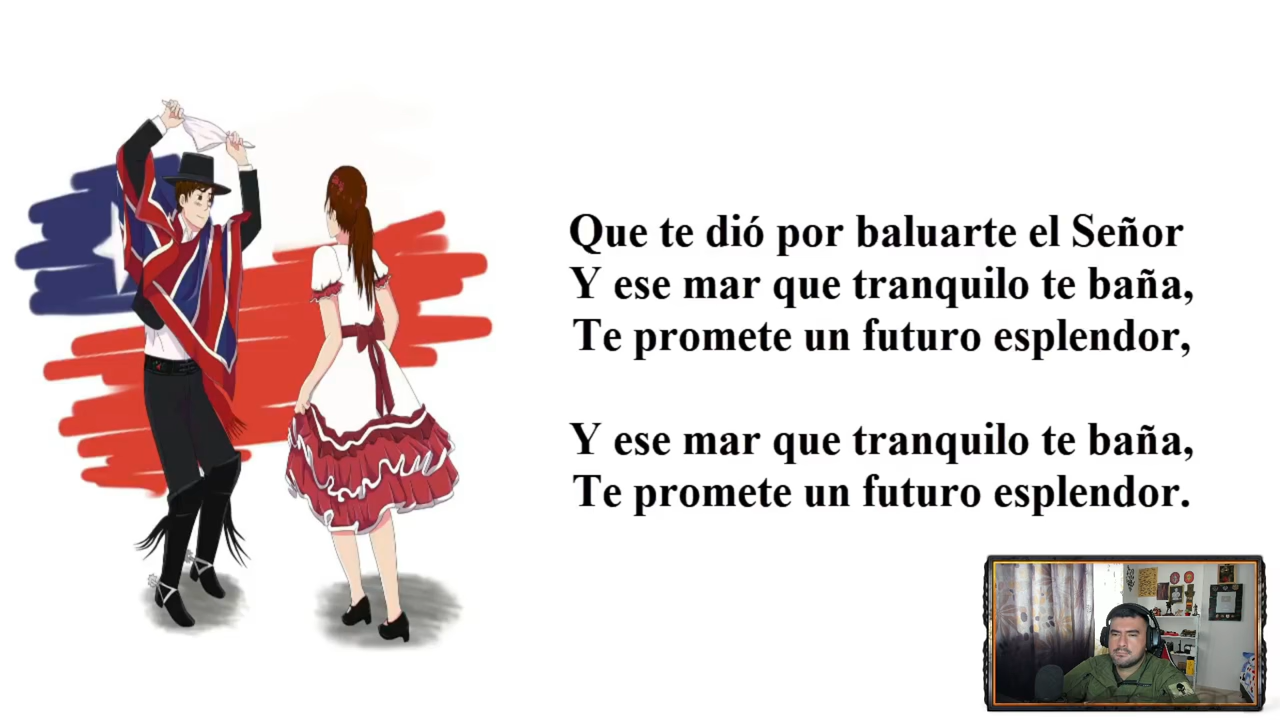 Que te dió por baluarte el Señor
Y ese mar que tranquilo te baña,
Te promete un futuro esplendor,
Y ese mar que tranquilo te baña,
Te promete un futuro esplendor.